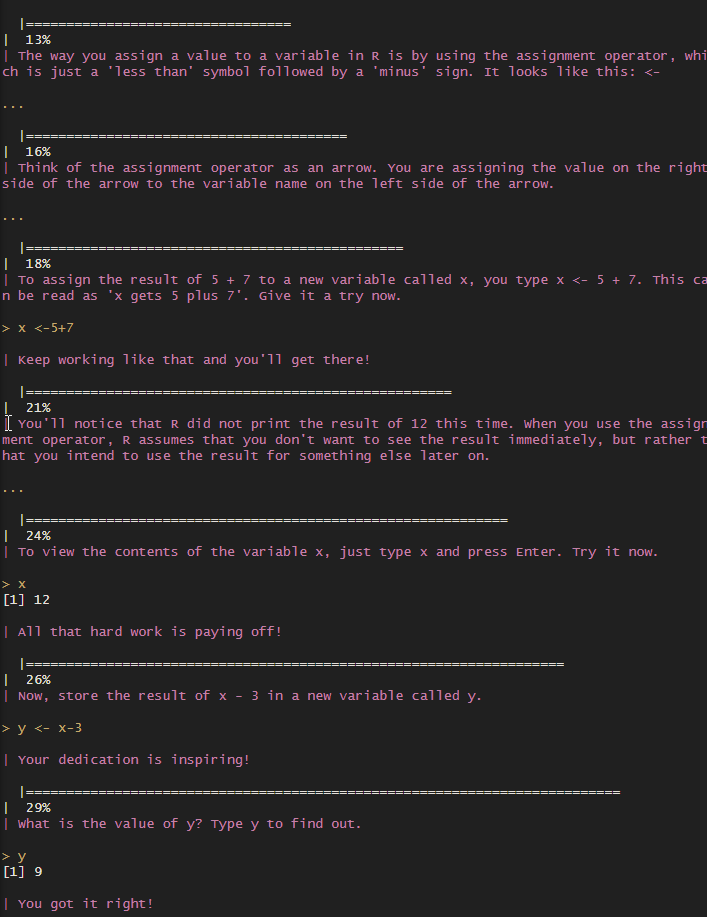 |=================================
| 13%
| The way you assign a value to a variable in R is by using the assignment operator, whi
ch is just a 'less than' symbol followed by a 'minus' sign. It looks like this: <-
...
|========================================
| 16%
| Think of the assignment operator as an arrow. You are assigning the value on the right
side of the arrow to the variable name on the left side of the arrow.
...
|===============================================
| 18%
| To assign the result of 5 + 7 to a new variable called x, you type x <- 5 + 7. This ca
n be read as 'x gets 5 plus 7'. Give it a try now.
> x <-5+7
| Keep working like that and you'll get there!
|=====================================================
| 21%
| You'll notice that R did not print the result of 12 this time. When you use the assign
ment operator, R assumes that you don't want to see the result immediately, but rather t
hat you intend to use the result for something else later on.
...
|============================================================
| 24%
| To view the contents of the variable x, just type x and press Enter. Try it now.
> x
[1] 12
| All that hard work is paying off!
|===================================================================
| 26%
| Now, store the result of x - 3 in a new variable called y.
> y <- x-3
| Your dedication is inspiring!
|==========================================================================
| 29%
| What is the value of y? Type y to find out.
> y
[1] 9
| You got it right!